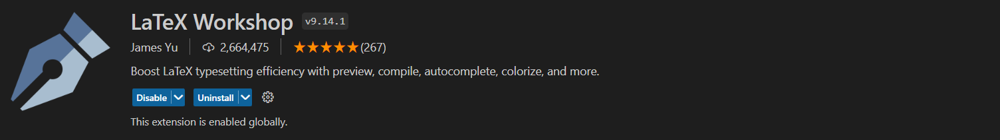 LaTeX Workshop v9.14.1
James Yu 2,664,475 (267)
Boost LaTeX typesetting efficiency with preview, compile, autocomplete, colorize, and more.
Disable Uninstall
This extension is enabled globally.